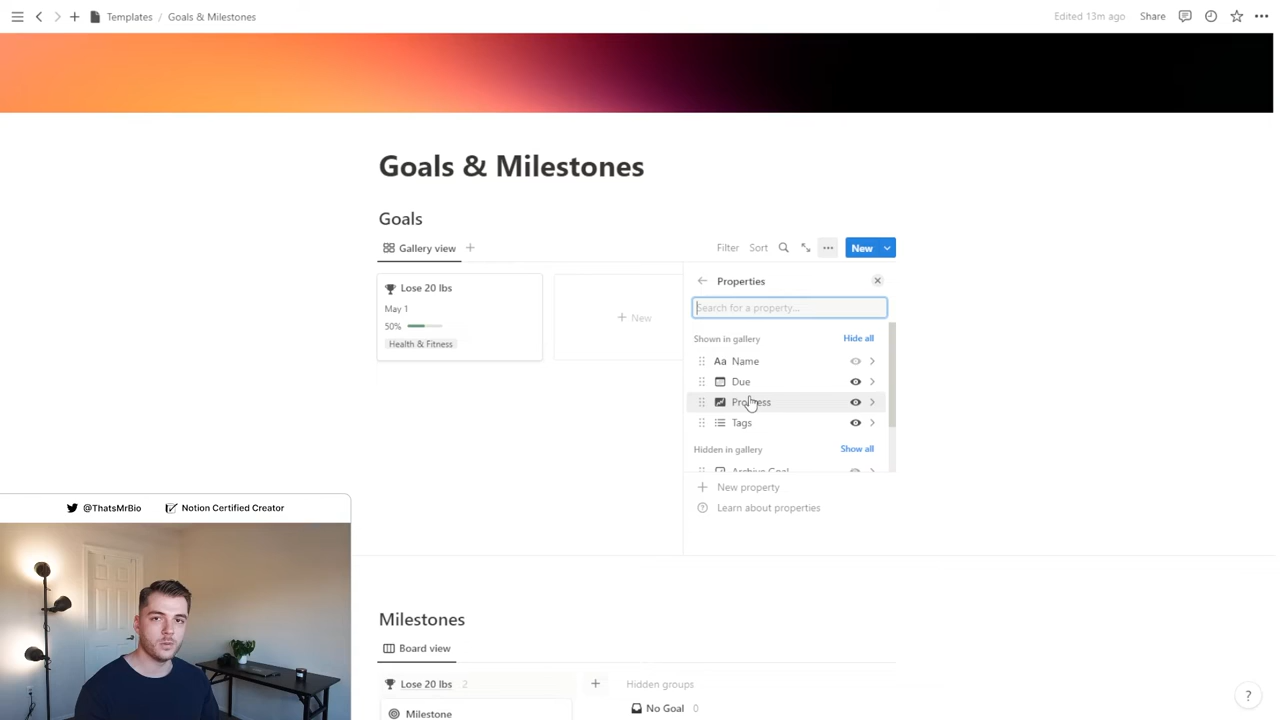 Templates / Goals & Milestones
Edited 13m ago Share
Goals & Milestones
Goals
Gallery view
Filter Sort New
Lose 20 lbs
May 1
50%
Health & Fitness
+ New
Properties
Search for a property...
Shown in gallery Hide all
Aa Name
Due
Progress
Tags
Hidden in gallery Show all
Archive Goal
+ New property
Learn about properties
@ThatsMrBio Notion Certified Creator
Milestones
Board view
Lose 20 lbs 2
Hidden groups
Milestone
No Goal 0
?